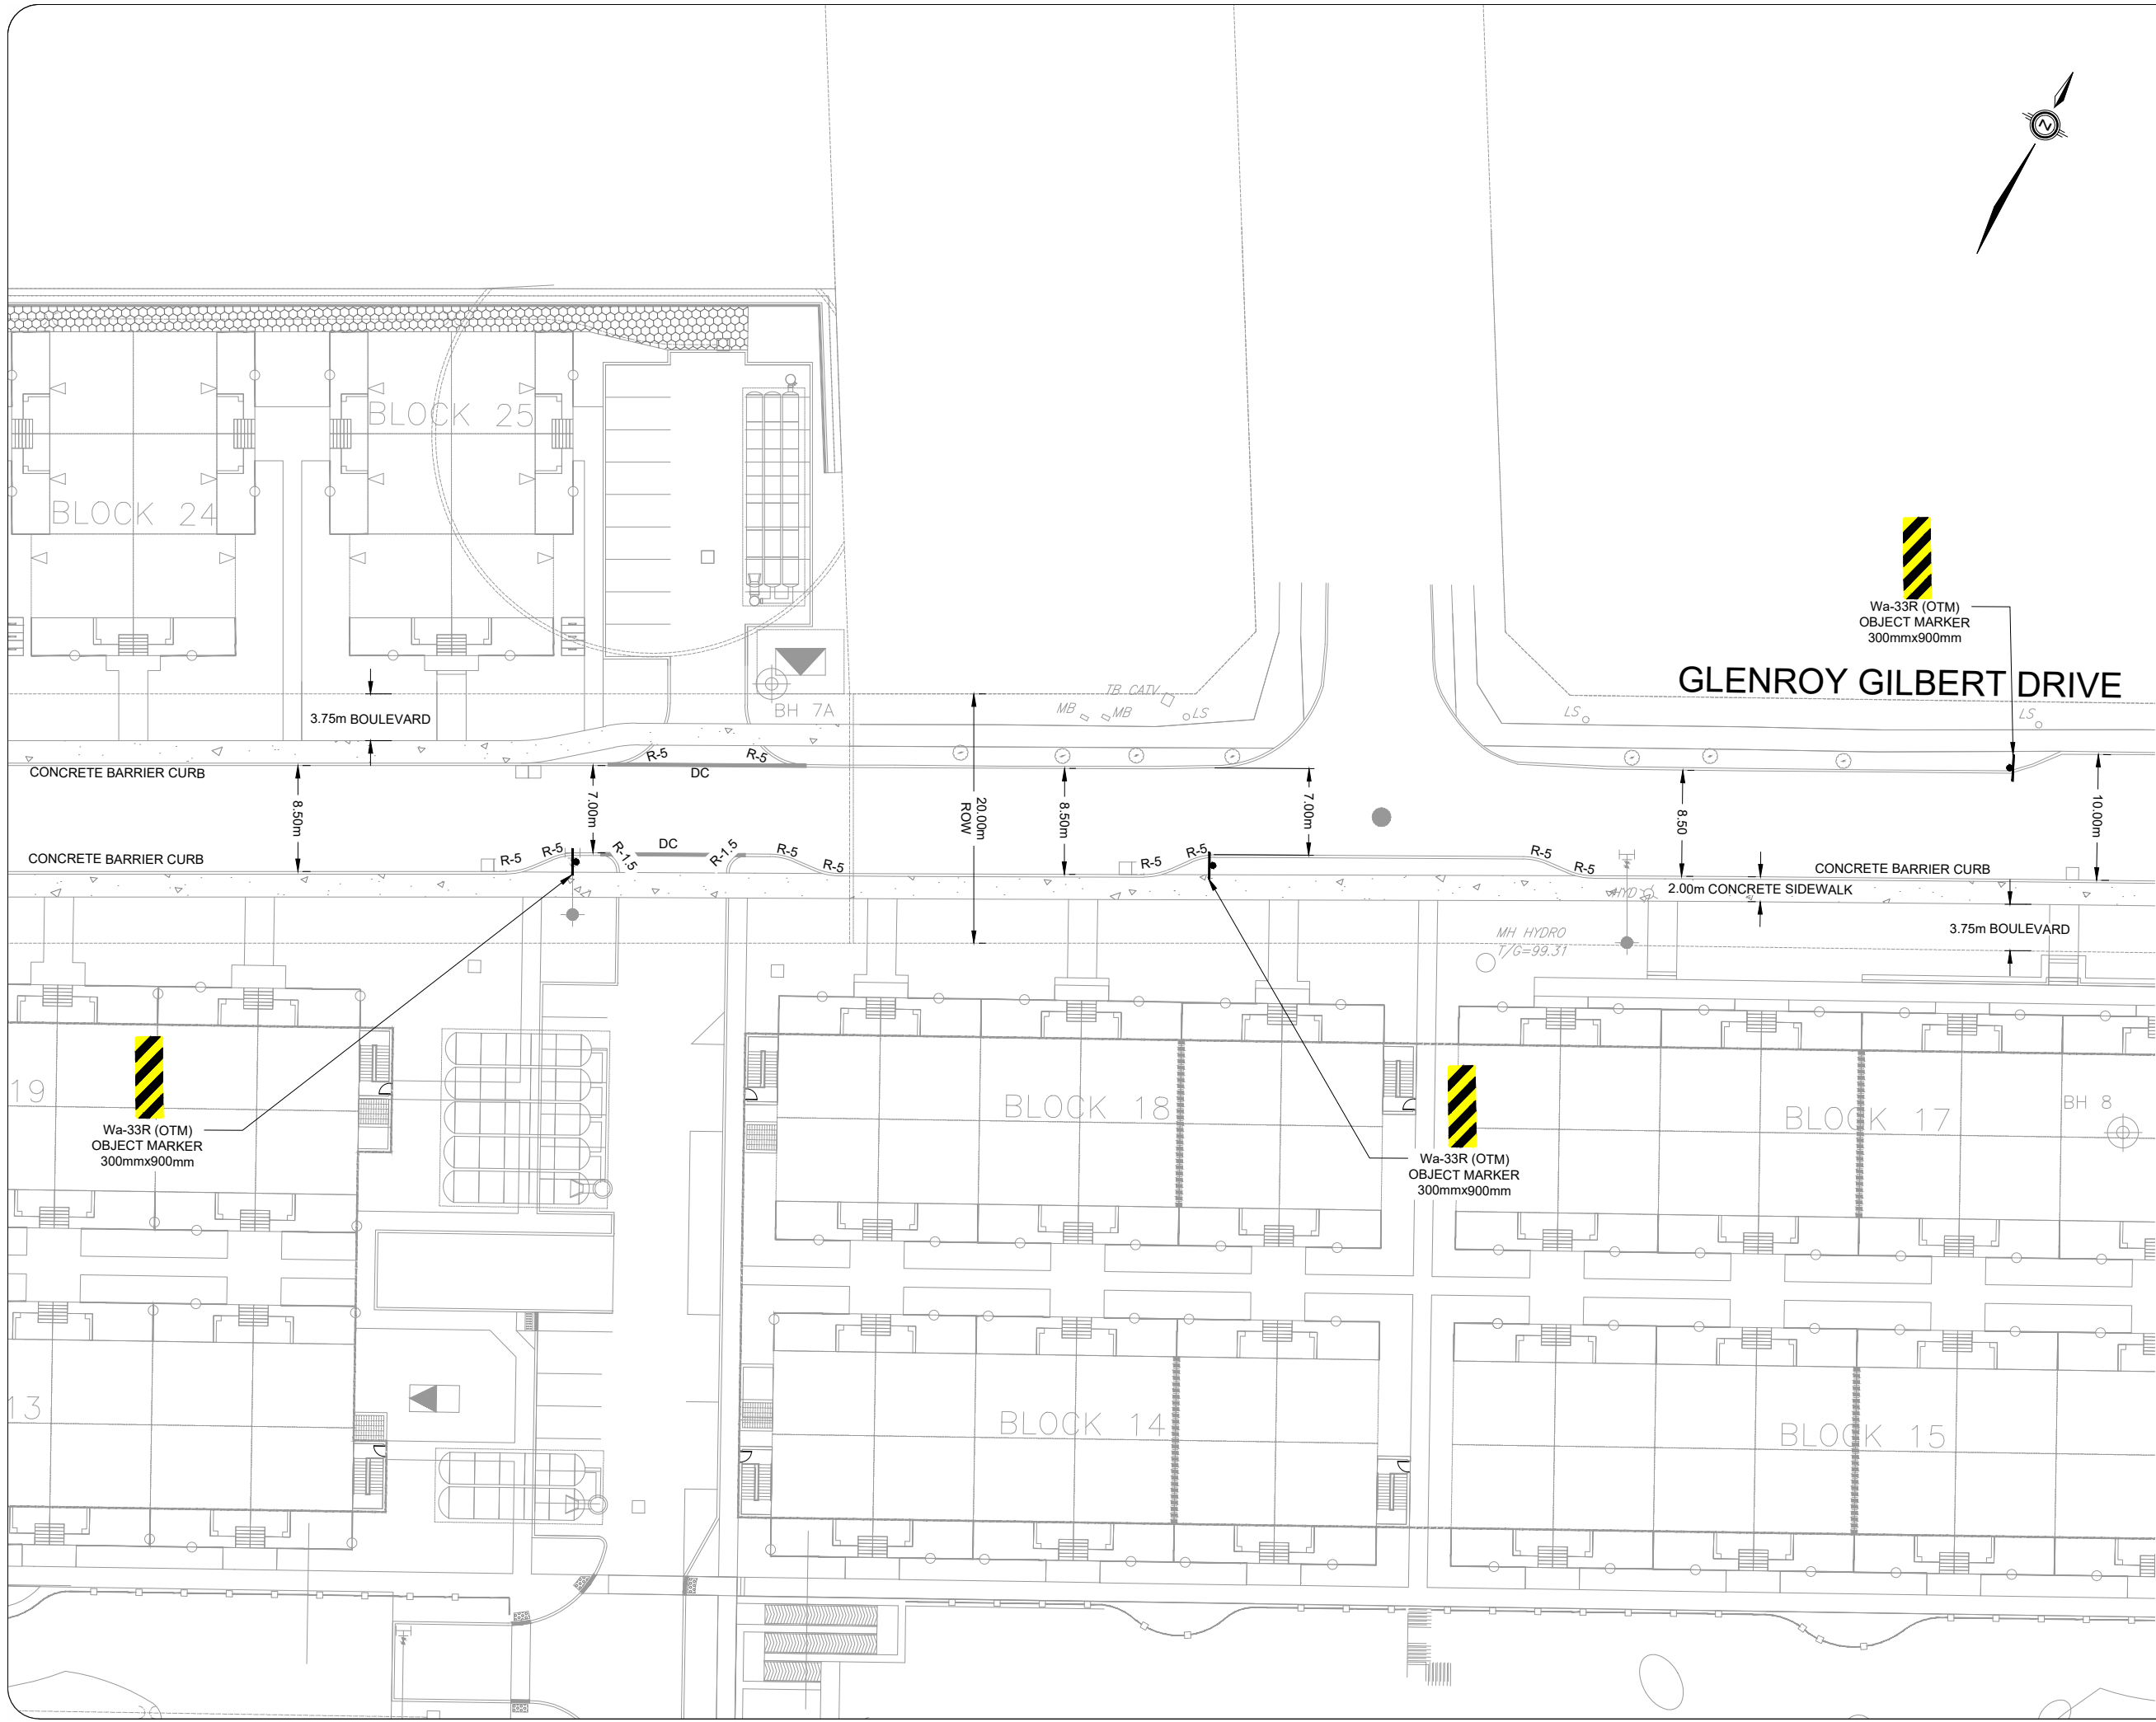 N
BLOCK 25
BLOCK 24
Wa-33R (OTM)
OBJECT MARKER
300mmx900mm
GLENROY GILBERT DRIVE
TB CATV
MB
MB
LS
LS
LS
BH 7A
3.75m BOULEVARD
R-5
R-5
DC
CONCRETE BARRIER CURB
8.50m
7.00m
20.00m
ROW
8.50m
7.00m
8.50
10.00m
CONCRETE BARRIER CURB
R-5
R-5
R-1.5
DC
R-1.5
R-5
R-5
R-5
R-5
R-5
R-5
CONCRETE BARRIER CURB
2.00m CONCRETE SIDEWALK
HYD
3.75m BOULEVARD
MH HYDRO
T/G=99.31
19
BLOCK 18
BLOCK 17
BH 8
Wa-33R (OTM)
OBJECT MARKER
300mmx900mm
Wa-33R (OTM)
OBJECT MARKER
300mmx900mm
13
BLOCK 14
BLOCK 15